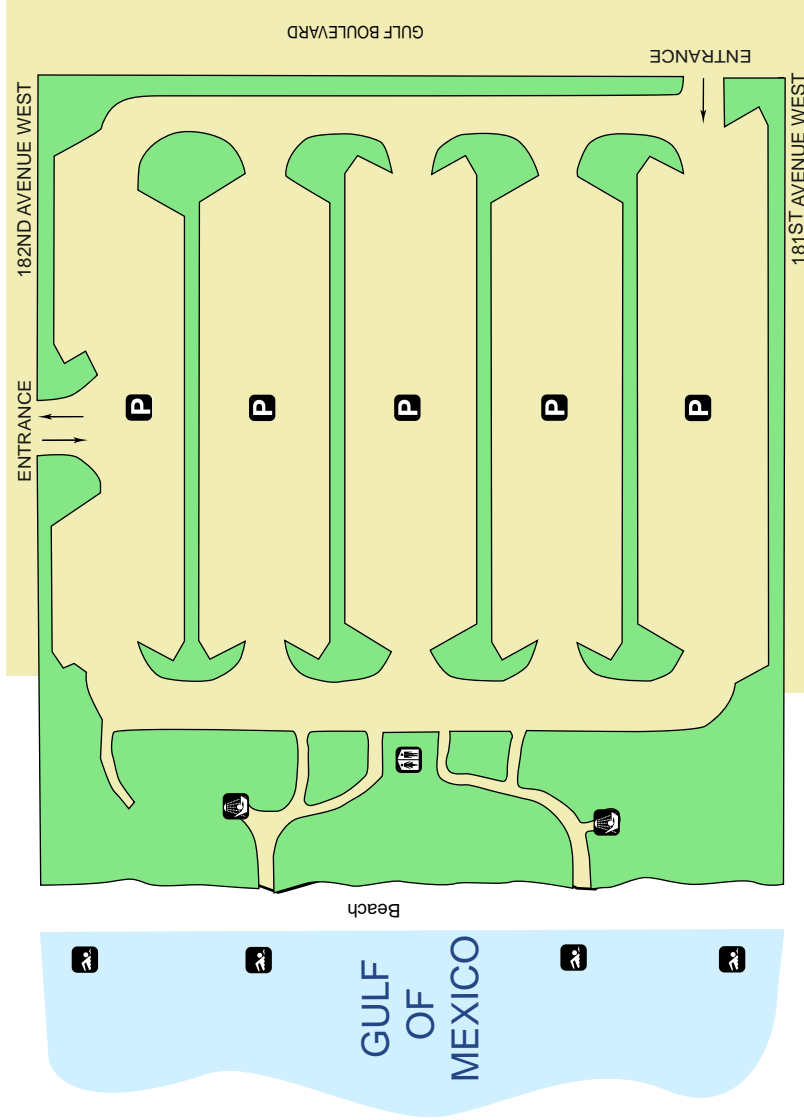 GULF BOULEVARD
ENTRANCE
182ND AVENUE WEST
181ST AVENUE WEST
ENTRANCE
P
P
P
P
P
Beach
GULF
OF
MEXICO